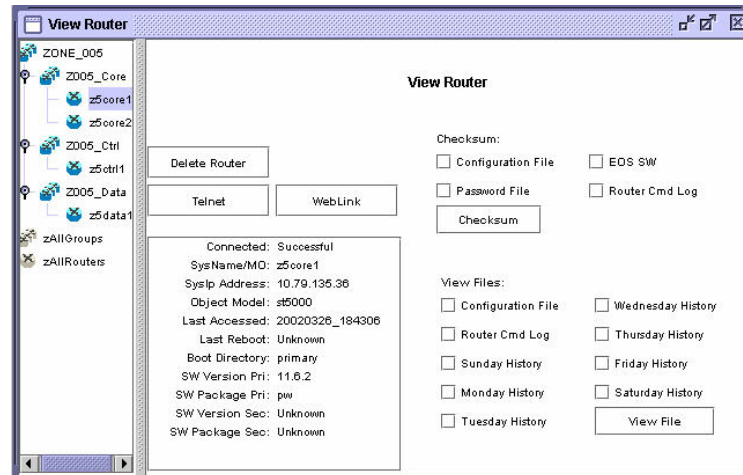 View Router
ZONE_005
Z005_Core
z5core1
z5core2
Z005_Ctrl
z5ctrl1
Z005_Data
z5data1
zAllGroups
zAllRouters
View Router
Delete Router
Telnet
WebLink
Connected: Successful
SysName/MO: z5core1
SysIp Address: 10.79.135.36
Object Model: st5000
Last Accessed: 20020326_184306
Last Reboot: Unknown
Boot Directory: primary
SW Version Pri: 11.6.2
SW Package Pri: pw
SW Version Sec: Unknown
SW Package Sec: Unknown
Checksum:
Configuration File
EOS SW
Password File
Router Cmd Log
Checksum
View Files:
Configuration File
Wednesday History
Router Cmd Log
Thursday History
Sunday History
Friday History
Monday History
Saturday History
Tuesday History
View File